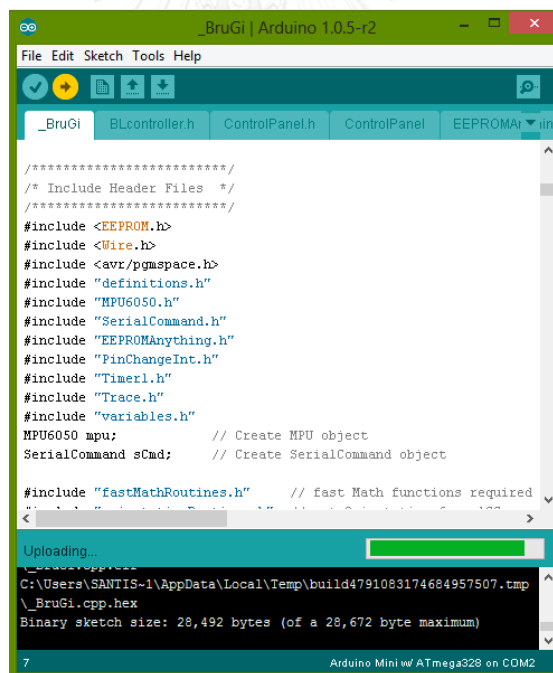 _BruGi | Arduino 1.0.5-r2
File Edit Sketch Tools Help
_BruGi BLcontroller.h ControlPanel.h ControlPanel
/*************************/
/* Include Header Files */
/*************************/
#include <EEPROM.h>
#include <Wire.h>
#include <avr/pgmspace.h>
#include "definitions.h"
#include "MPU6050.h"
#include "SerialCommand.h"
#include "EEPROMAnything.h"
#include "PinChangeInt.h"
#include "Timer1.h"
#include "Trace.h"
#include "variables.h"
MPU6050 mpu; // Create MPU object
SerialCommand sCmd; // Create SerialCommand object
#include "fastMathRoutines.h" // fast Math functions required
Uploading...
C:\Users\SANTIS~1\AppData\Local\Temp\build4791083174684957507.tmp
\_BruGi.cpp.hex
Binary sketch size: 28,492 bytes (of a 28,672 byte maximum)
7 Arduino Mini w/ ATmega328 on COM2